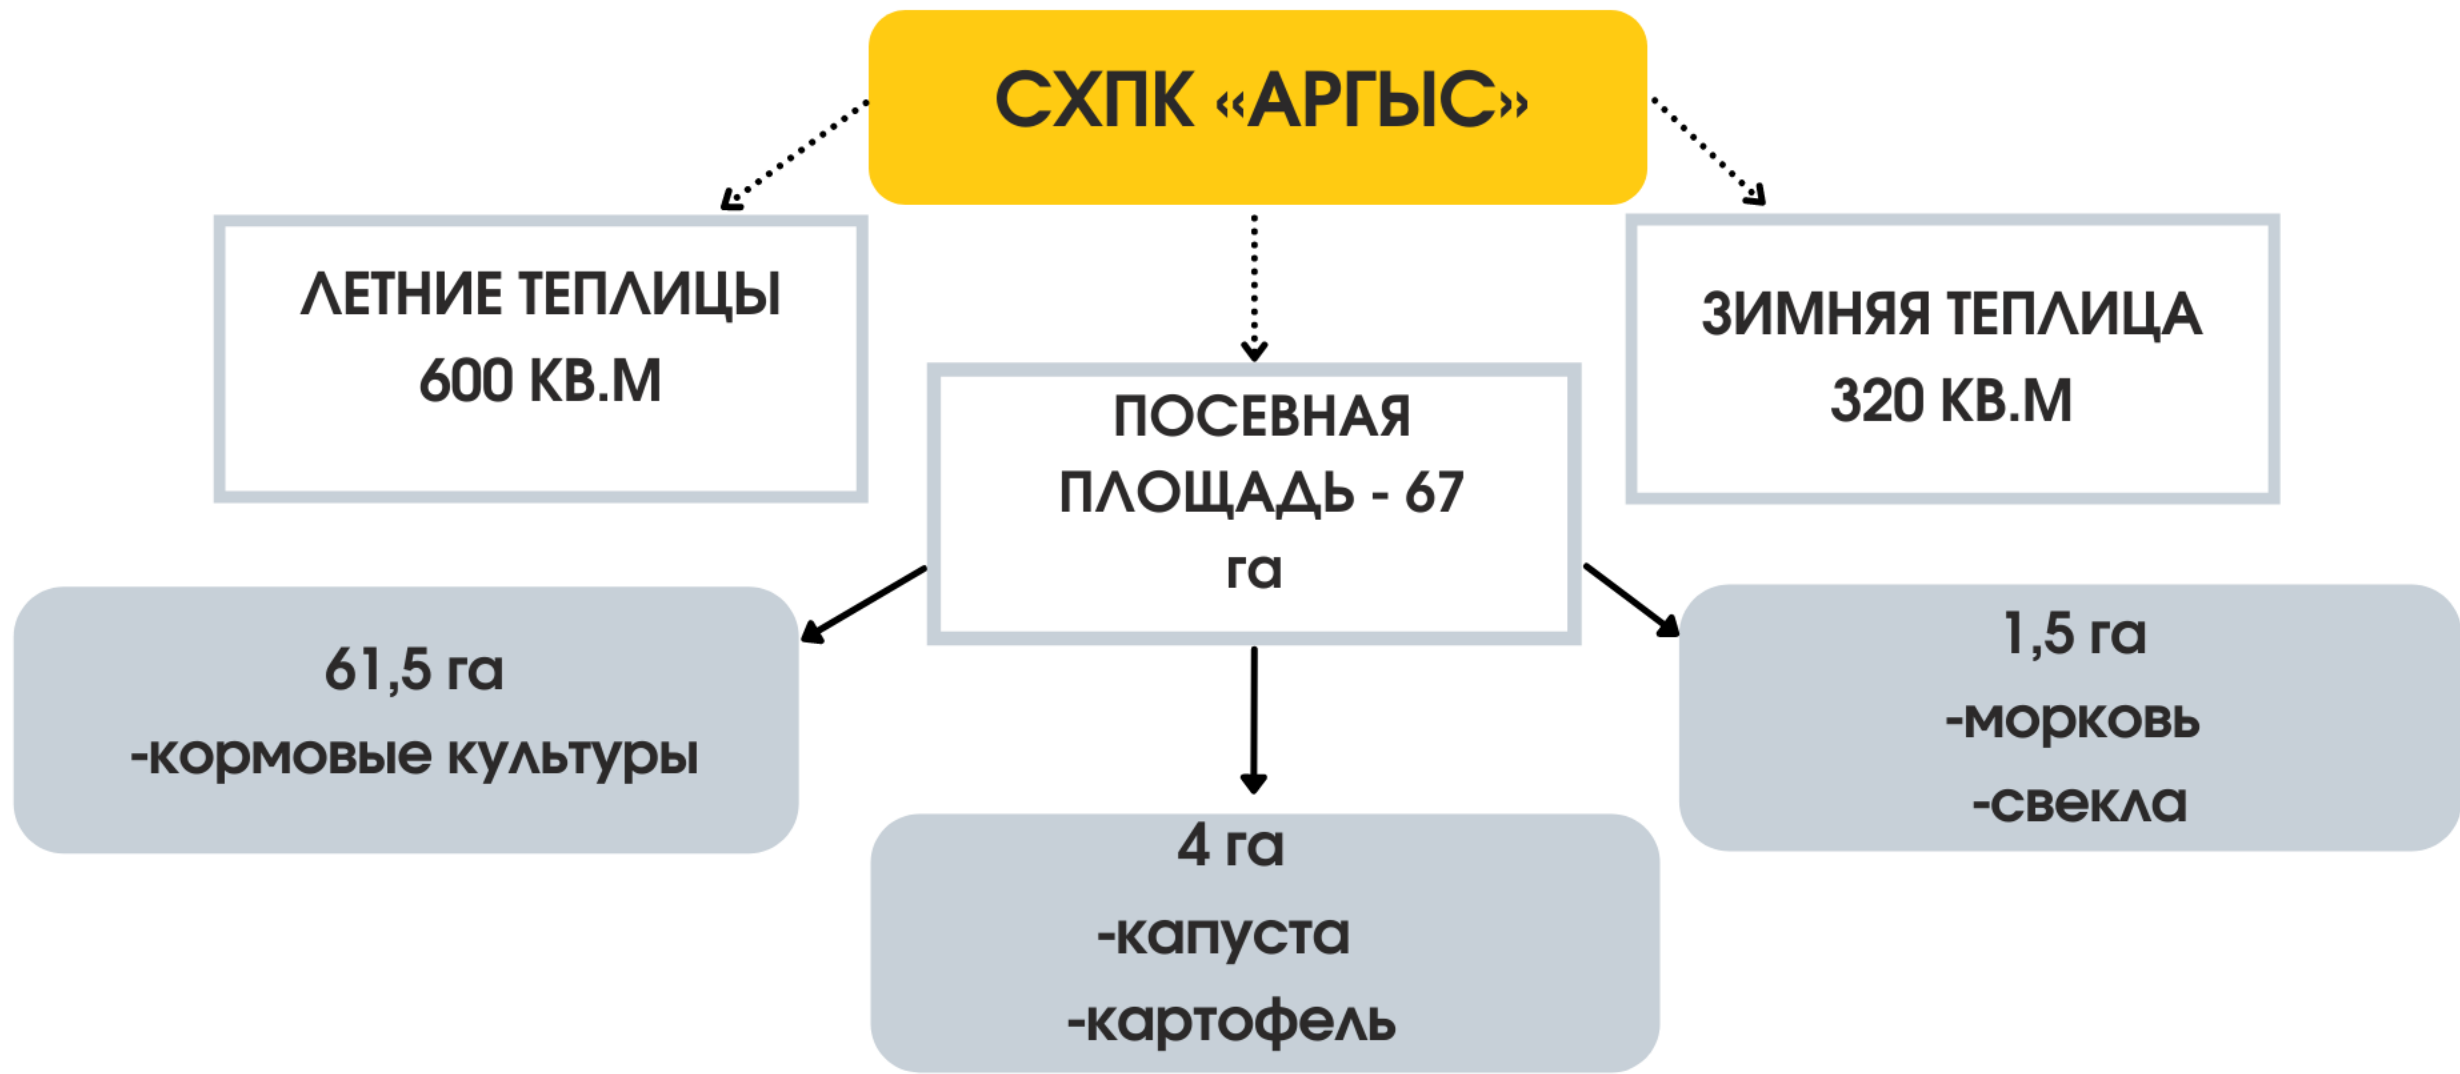 СХПК «АРГЫС»
ЛЕТНИЕ ТЕПЛИЦЫ
600 КВ.М
ПОСЕВНАЯ
ПЛОЩАДЬ - 67
га
ЗИМНЯЯ ТЕПЛИЦА
320 КВ.М
61,5 га
-кормовые культуры
4 га
-капуста
-картофель
1,5 га
-морковь
-свекла